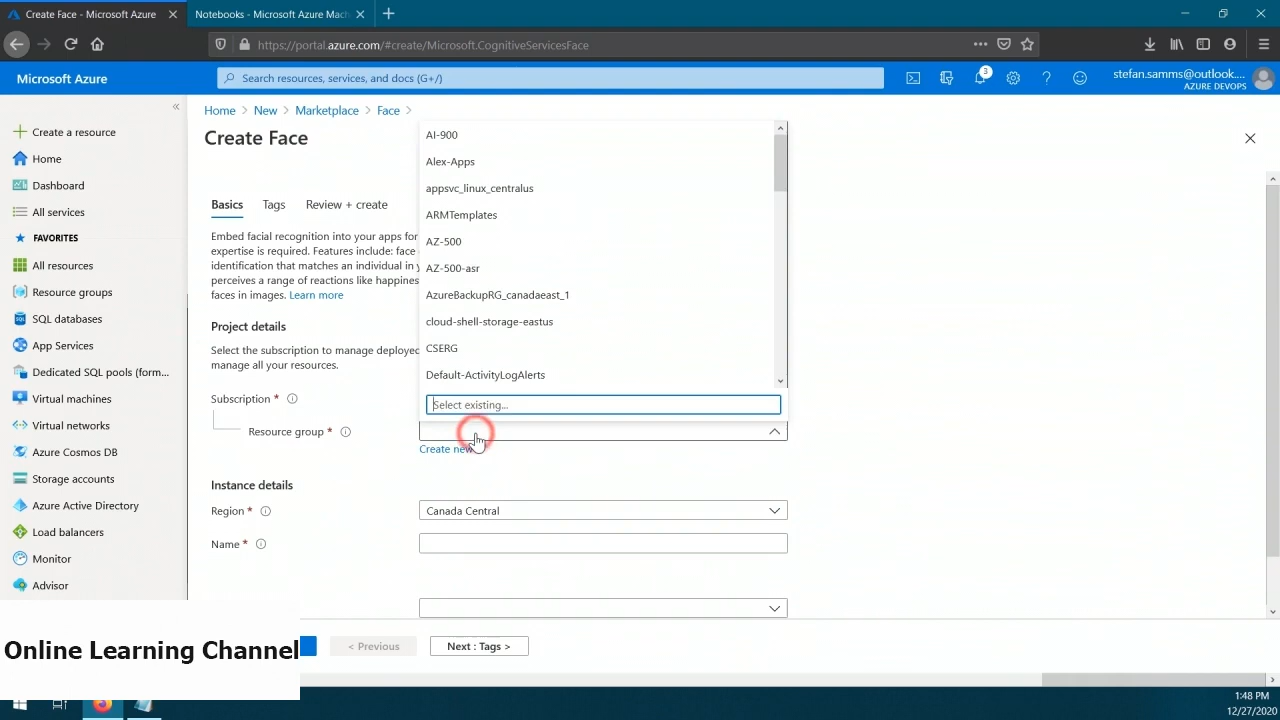 Create Face - Microsoft Azure
Notebooks - Microsoft Azure Mach
https://portal.azure.com/#create/Microsoft.CognitiveServicesFace
Microsoft Azure
Search resources, services, and docs (G+/)
3
stefan.samms@outlook....
AZURE DEVOPS
Create a resource
Home
Dashboard
All services
FAVORITES
All resources
Resource groups
SQL databases
App Services
Dedicated SQL pools (form...
Virtual machines
Virtual networks
Azure Cosmos DB
Storage accounts
Azure Active Directory
Load balancers
Monitor
Advisor
Home > New > Marketplace > Face >
Create Face
Basics
Tags
Review + create
Embed facial recognition into your apps for
expertise is required. Features include: face
identification that matches an individual in y
perceives a range of reactions like happines
faces in images. Learn more
Project details
Select the subscription to manage deployed
manage all your resources.
Subscription *
Resource group *
AI-900
Alex-Apps
appsvc_linux_centralus
ARMTemplates
AZ-500
AZ-500-asr
AzureBackupRG_canadaeast_1
cloud-shell-storage-eastus
CSERG
Default-ActivityLogAlerts
Select existing...
Create new
Instance details
Region *
Canada Central
Name *
< Previous
Next : Tags >
Online Learning Channel
1:48 PM
12/27/2020